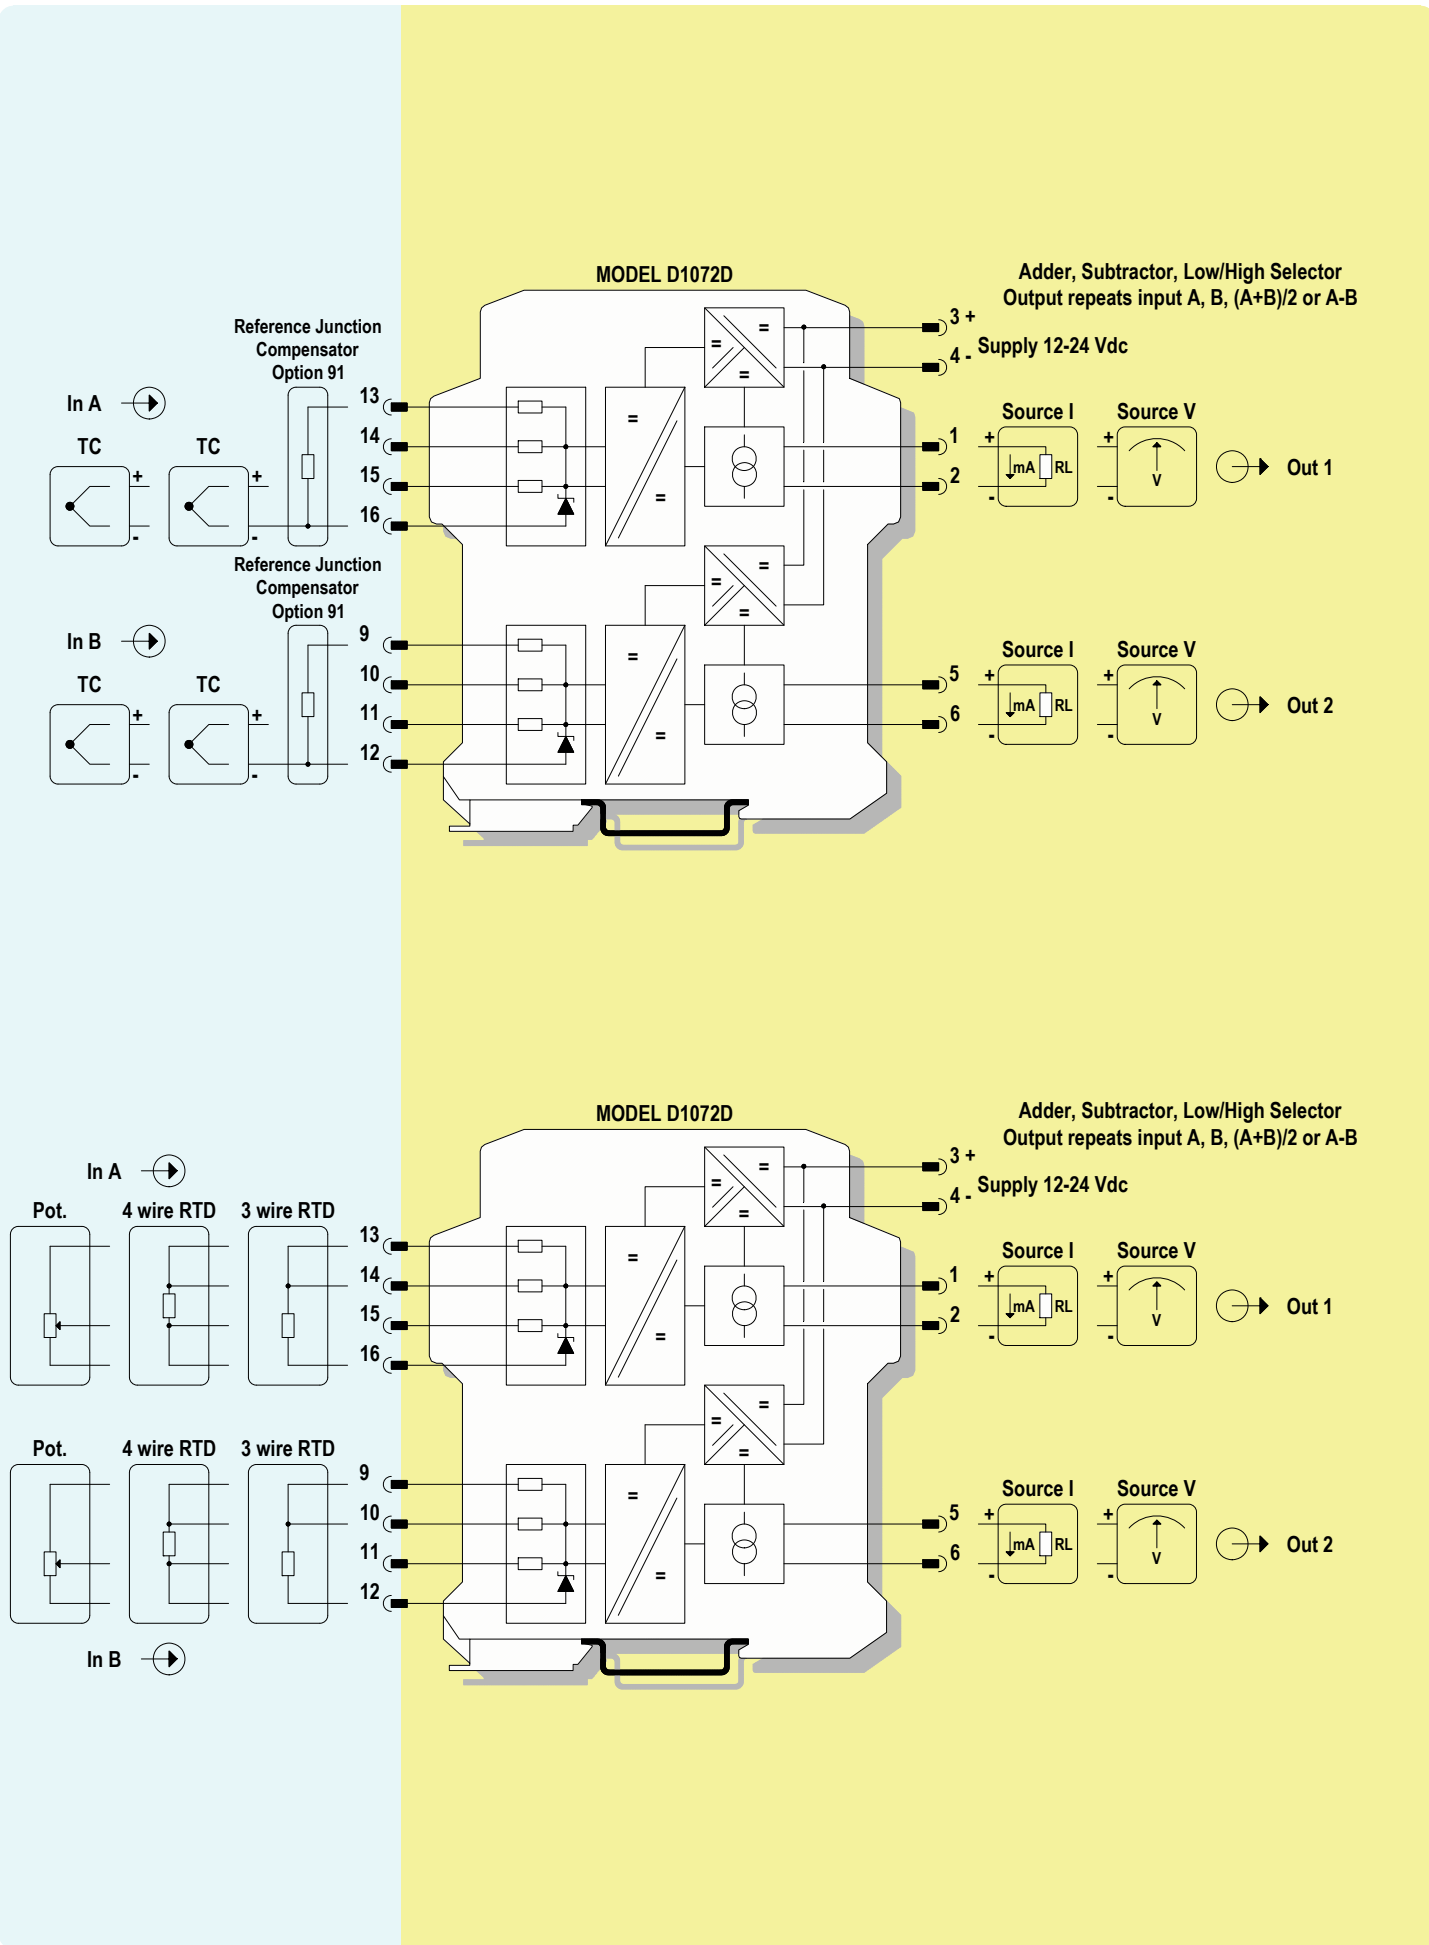 MODEL D1072D
Adder, Subtractor, Low/High Selector
Output repeats input A, B, (A+B)/2 or A-B
3 +
4 -
Supply 12-24 Vdc
Reference Junction
Compensator
Option 91
In A
TC
TC
+
-
+
-
13
14
15
16
=
=
=
=
=
1
2
Source I
+
mA
RL
-
Source V
+
V
-
Out 1
Reference Junction
Compensator
Option 91
In B
TC
TC
+
-
+
-
9
10
11
12
=
=
=
=
=
5
6
Source I
+
mA
RL
-
Source V
+
V
-
Out 2
MODEL D1072D
Adder, Subtractor, Low/High Selector
Output repeats input A, B, (A+B)/2 or A-B
3 +
4 -
Supply 12-24 Vdc
In A
Pot.
4 wire RTD
3 wire RTD
13
14
15
16
=
=
=
=
=
1
2
Source I
+
mA
RL
-
Source V
+
V
-
Out 1
Pot.
4 wire RTD
3 wire RTD
9
10
11
12
=
=
=
=
=
5
6
Source I
+
mA
RL
-
Source V
+
V
-
Out 2
In B